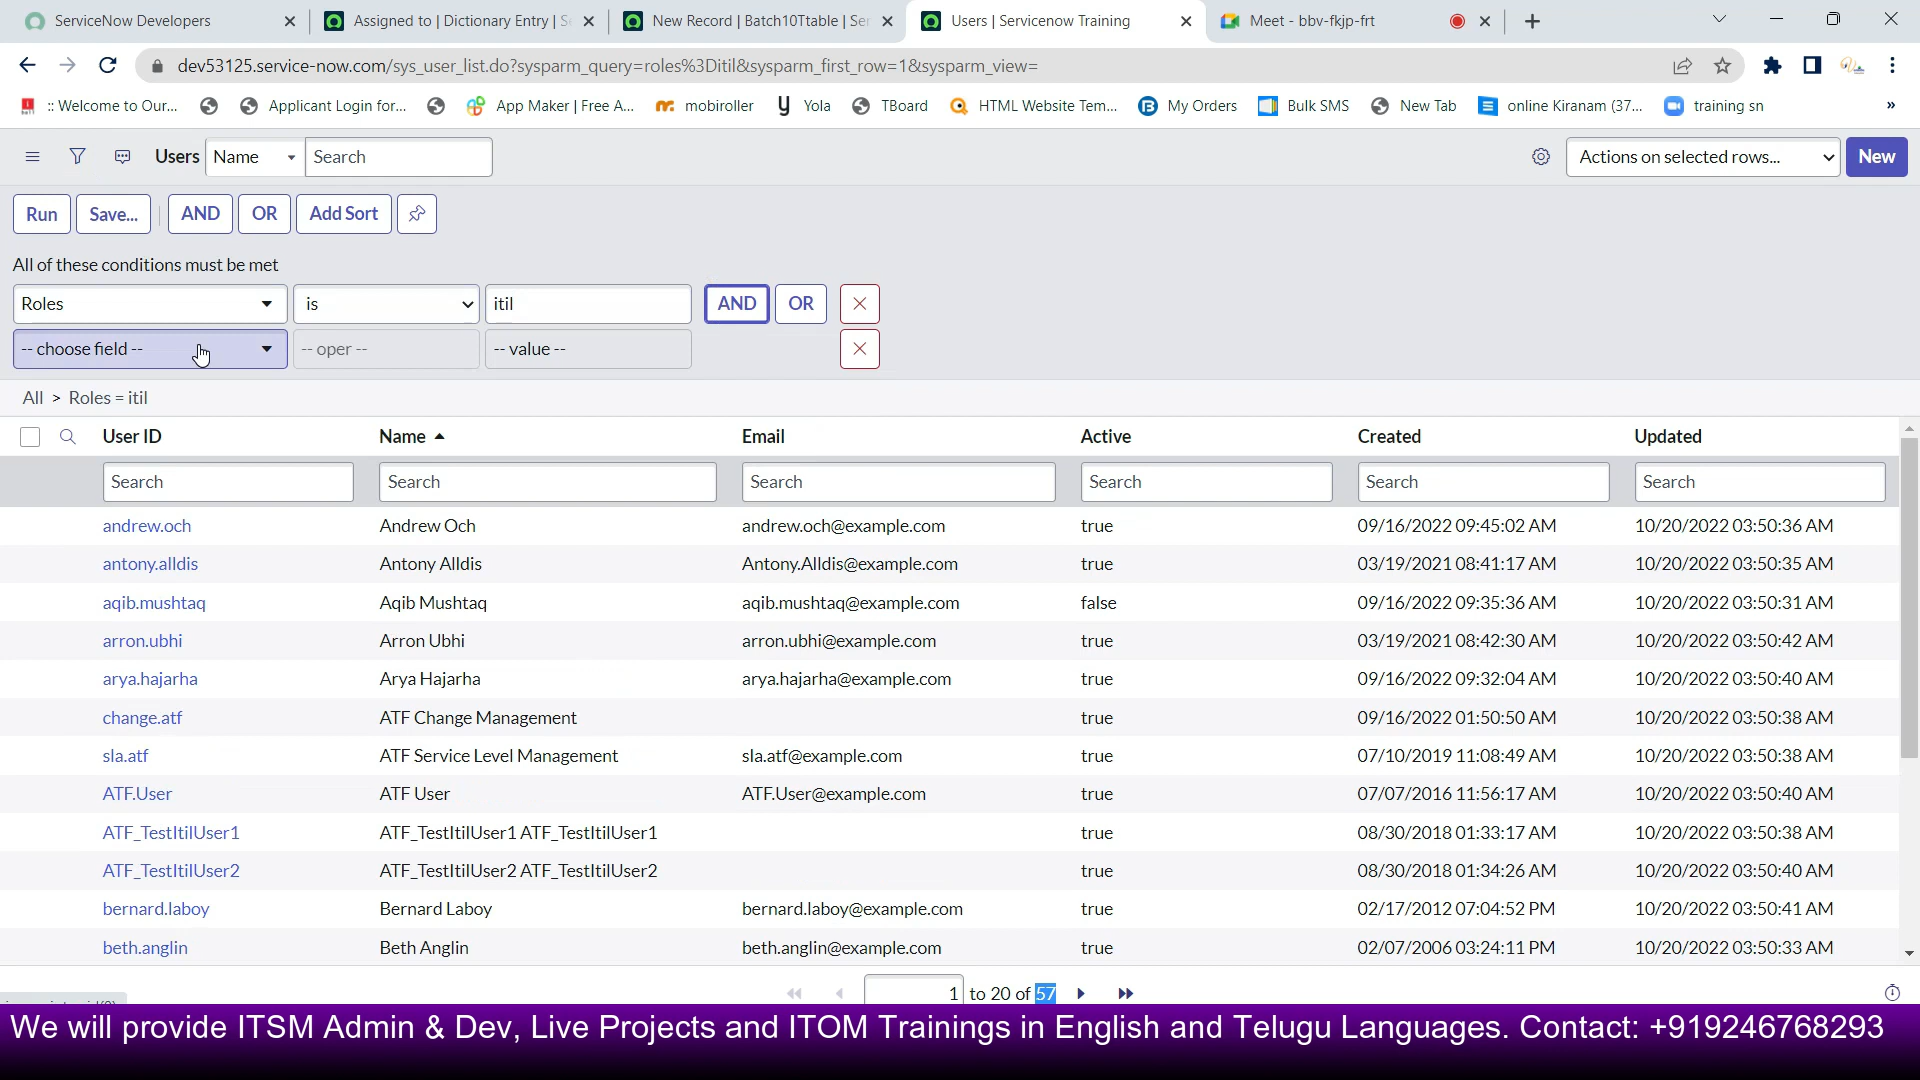 ServiceNow Developers
Assigned to | Dictionary Entry | S
New Record | Batch10Ttable | Ser
Users | Servicenow Training
Meet - bbv-fkjp-frt
dev53125.service-now.com/sys_user_list.do?sysparm_query=roles%3Ditil&sysparm_first_row=1&sysparm_view=
:: Welcome to Our... Applicant Login for... App Maker | Free A... mobiroller Yola TBoard HTML Website Tem... My Orders Bulk SMS New Tab online Kiranam (37... training sn »
Users Name Search Actions on selected rows... New
Run Save... AND OR Add Sort
All of these conditions must be met
Roles is itil AND OR
-- choose field -- -- oper -- -- value --
All > Roles = itil
User ID Name Email Active Created Updated
Search Search Search Search Search Search
andrew.och Andrew Och andrew.och@example.com true 09/16/2022 09:45:02 AM 10/20/2022 03:50:36 AM
antony.alldis Antony Alldis Antony.Alldis@example.com true 03/19/2021 08:41:17 AM 10/20/2022 03:50:35 AM
aqib.mushtaq Aqib Mushtaq aqib.mushtaq@example.com false 09/16/2022 09:35:36 AM 10/20/2022 03:50:31 AM
arron.ubhi Arron Ubhi arron.ubhi@example.com true 03/19/2021 08:42:30 AM 10/20/2022 03:50:42 AM
arya.hajarha Arya Hajarha arya.hajarha@example.com true 09/16/2022 09:32:04 AM 10/20/2022 03:50:40 AM
change.atf ATF Change Management true 09/16/2022 01:50:50 AM 10/20/2022 03:50:38 AM
sla.atf ATF Service Level Management sla.atf@example.com true 07/10/2019 11:08:49 AM 10/20/2022 03:50:38 AM
ATF.User ATF User ATF.User@example.com true 07/07/2016 11:56:17 AM 10/20/2022 03:50:40 AM
ATF_TestItilUser1 ATF_TestItilUser1 ATF_TestItilUser1 true 08/30/2018 01:33:17 AM 10/20/2022 03:50:38 AM
ATF_TestItilUser2 ATF_TestItilUser2 ATF_TestItilUser2 true 08/30/2018 01:34:26 AM 10/20/2022 03:50:40 AM
bernard.laboy Bernard Laboy bernard.laboy@example.com true 02/17/2012 07:04:52 PM 10/20/2022 03:50:41 AM
beth.anglin Beth Anglin beth.anglin@example.com true 02/07/2006 03:24:11 PM 10/20/2022 03:50:33 AM
1 to 20 of 57
We will provide ITSM Admin & Dev, Live Projects and ITOM Trainings in English and Telugu Languages. Contact: +919246768293